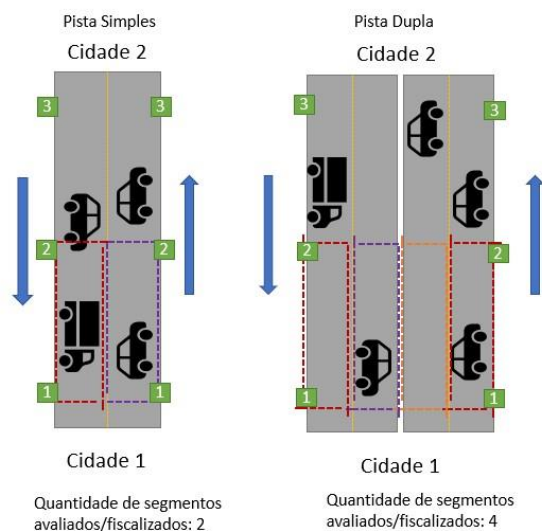 Pista Simples
Cidade 2
3 3
2 2
1 1
Cidade 1
Quantidade de segmentos
avaliados/fiscalizados: 2
Pista Dupla
Cidade 2
3 3
2 2
1 1
Cidade 1
Quantidade de segmentos
avaliados/fiscalizados: 4